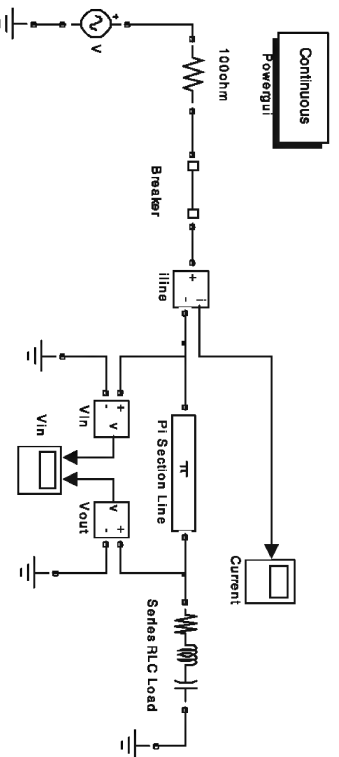 Continuous
Powergui
V
+
100ohm
Breaker
iline
+
-
i
Current
π
Pi Section Line
+
-
v
Vin
Vin
v
+
-
Vout
Series RLC Load